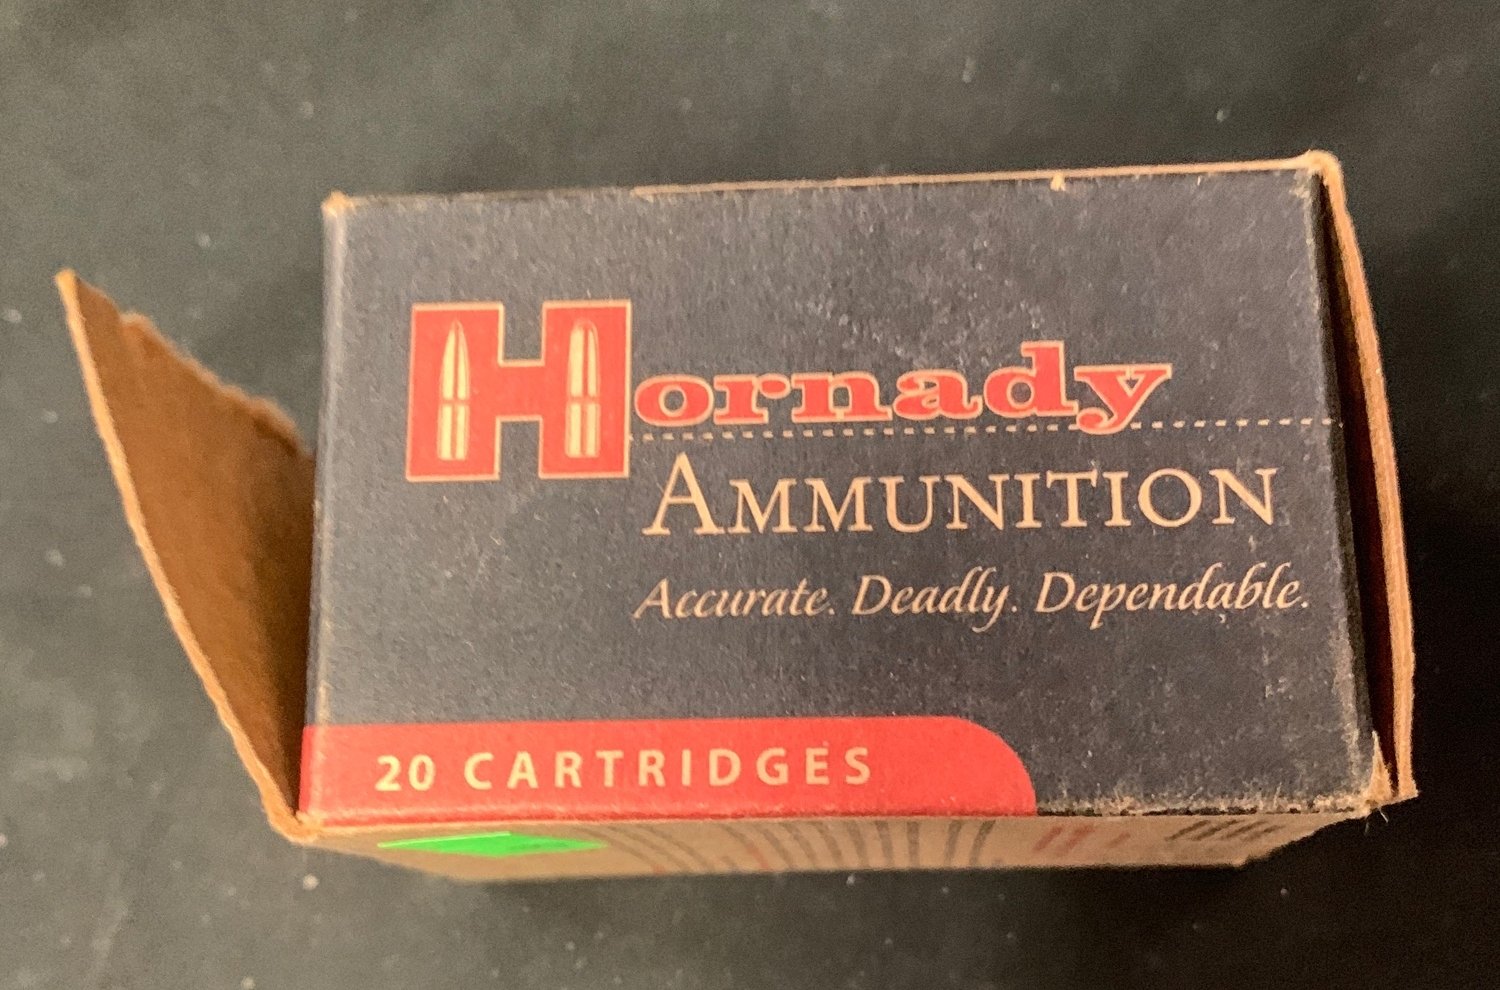 Hornady
AMMUNITION
Accurate. Deadly. Dependable.
20 CARTRIDGES